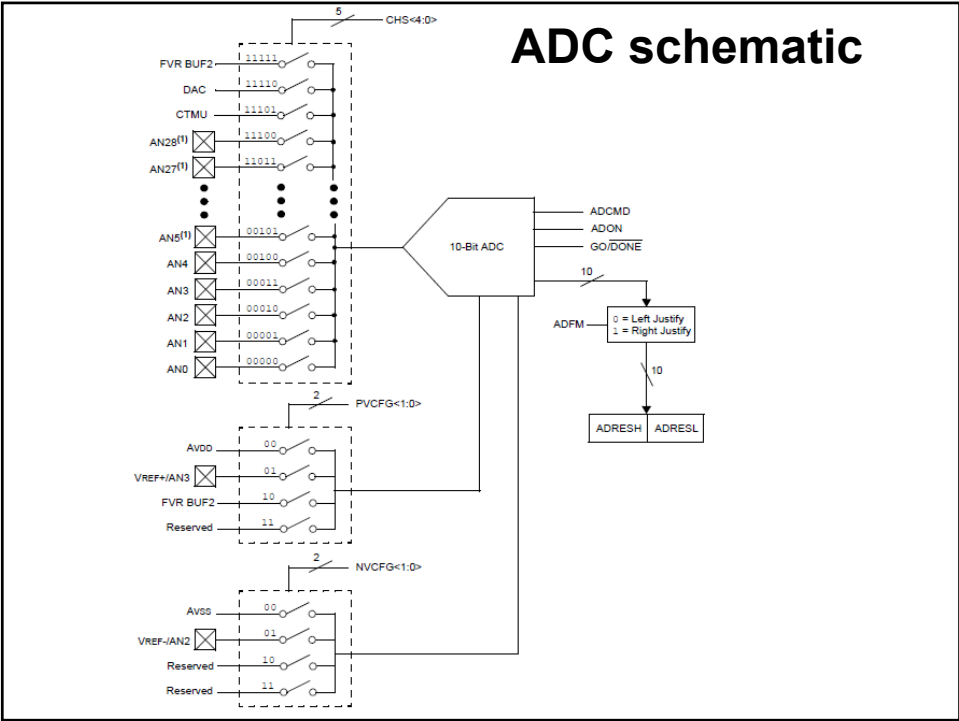 ADC schematic
5
CHS<4:0>
FVR BUF2 11111
DAC 11110
CTMU 11101
AN28(1) 11100
AN27(1) 11011
AN5(1) 00101
AN4 00100
AN3 00011
AN2 00010
AN1 00001
AN0 00000
10-Bit ADC
ADCMD
ADON
GO/DONE
10
ADFM
0 = Left Justify
1 = Right Justify
10
ADRESH ADRESL
2
PVCFG<1:0>
AVDD 00
VREF+/AN3 01
FVR BUF2 10
Reserved 11
2
NVCFG<1:0>
AVSS 00
VREF-/AN2 01
Reserved 10
Reserved 11